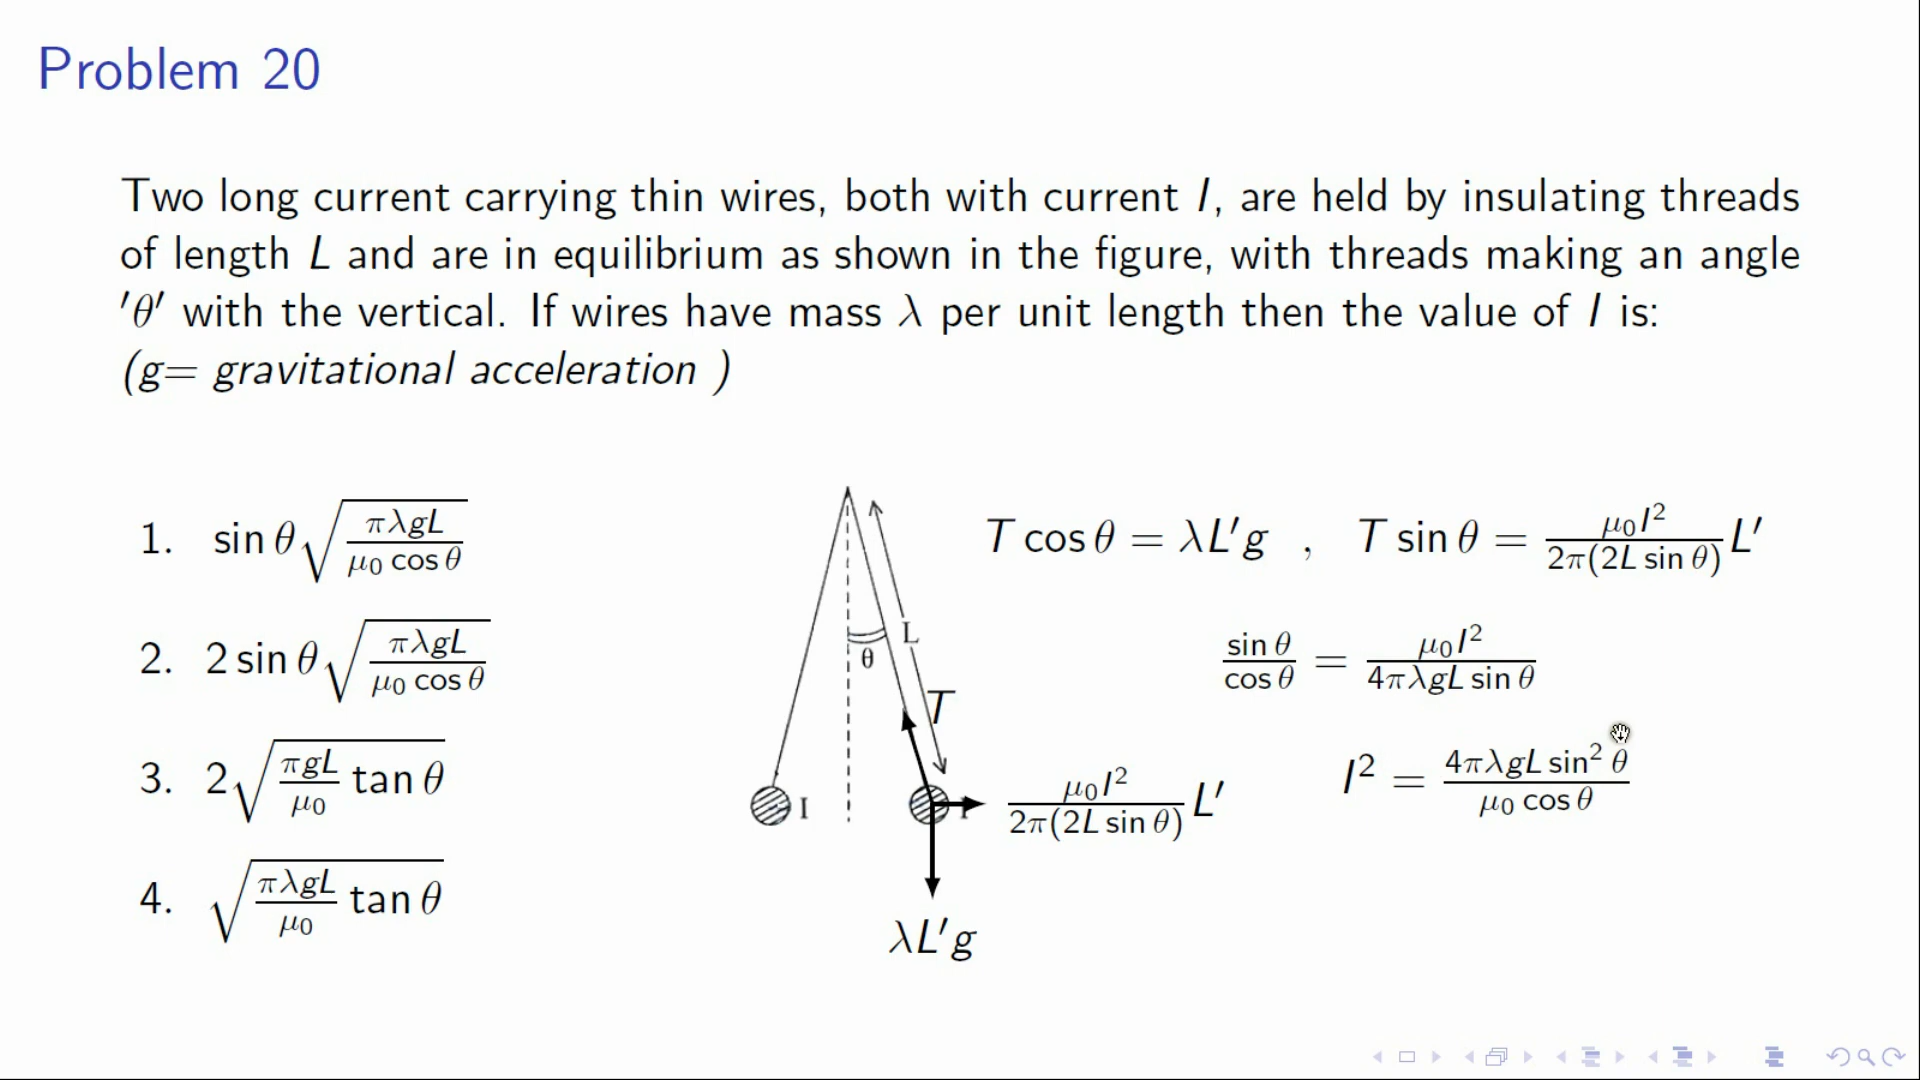 Problem 20
Two long current carrying thin wires, both with current I, are held by insulating threads
of length L and are in equilibrium as shown in the figure, with threads making an angle
'θ' with the vertical. If wires have mass λ per unit length then the value of I is:
(g= gravitational acceleration )
1. sin θ √(πλgL / μ₀ cos θ)
2. 2 sin θ √(πλgL / μ₀ cos θ)
3. 2√(πgL / μ₀ tan θ)
4. √(πλgL / μ₀ tan θ)
L
θ
T
I
μ₀I² / 2π(2L sin θ) L′
λL′g
T cos θ = λL′g , T sin θ = μ₀I² / 2π(2L sin θ) L′
sin θ / cos θ = μ₀I² / 4πλgL sin θ
I² = 4πλgL sin² θ / μ₀ cos θ